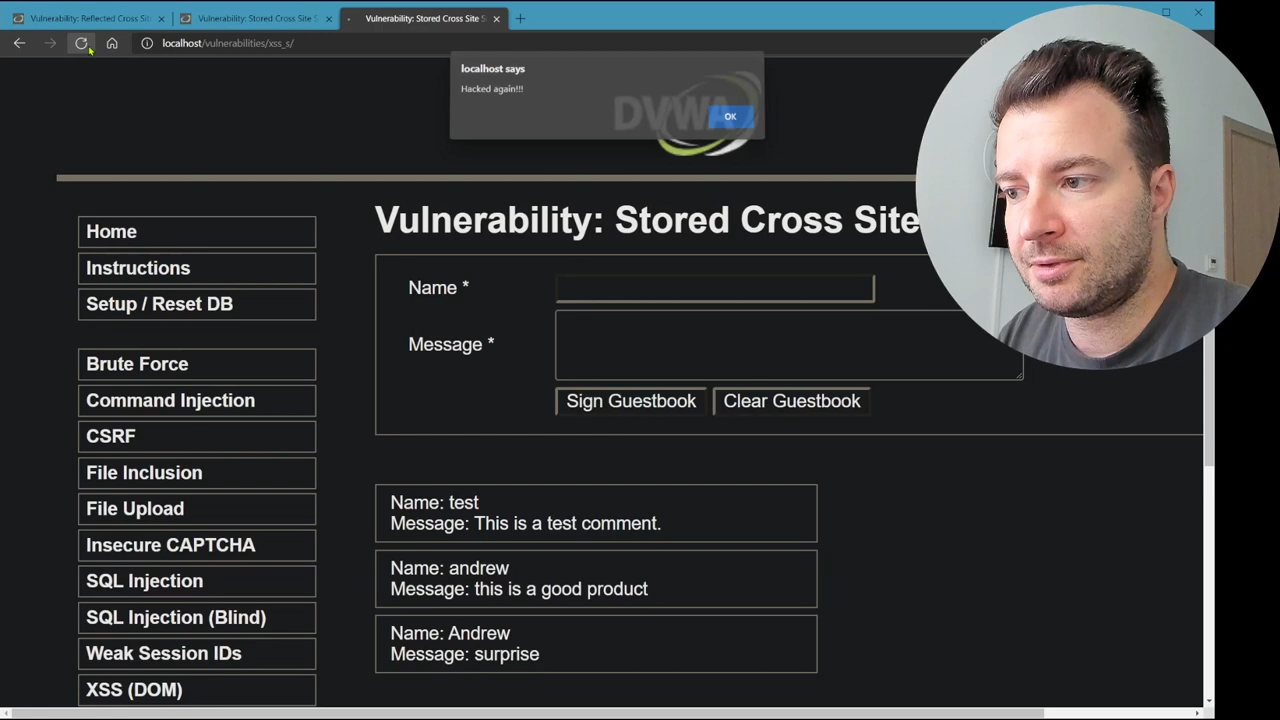 Vulnerability: Reflected Cross Sit
Vulnerability: Stored Cross Site S
Vulnerability: Stored Cross Site S
localhost/vulnerabilities/xss_s/
localhost says
Hacked again!!!
OK
DVWA
Vulnerability: Stored Cross Site
Home
Instructions
Setup / Reset DB
Brute Force
Command Injection
CSRF
File Inclusion
File Upload
Insecure CAPTCHA
SQL Injection
SQL Injection (Blind)
Weak Session IDs
XSS (DOM)
Name *
Message *
Sign Guestbook
Clear Guestbook
Name: test
Message: This is a test comment.
Name: andrew
Message: this is a good product
Name: Andrew
Message: surprise